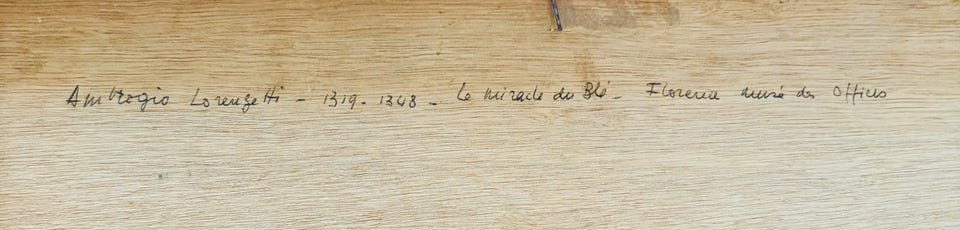 Ambrogio Lorenzetti - 1319 - 1348 - Le miracle du Blé - Florence musée des Offices